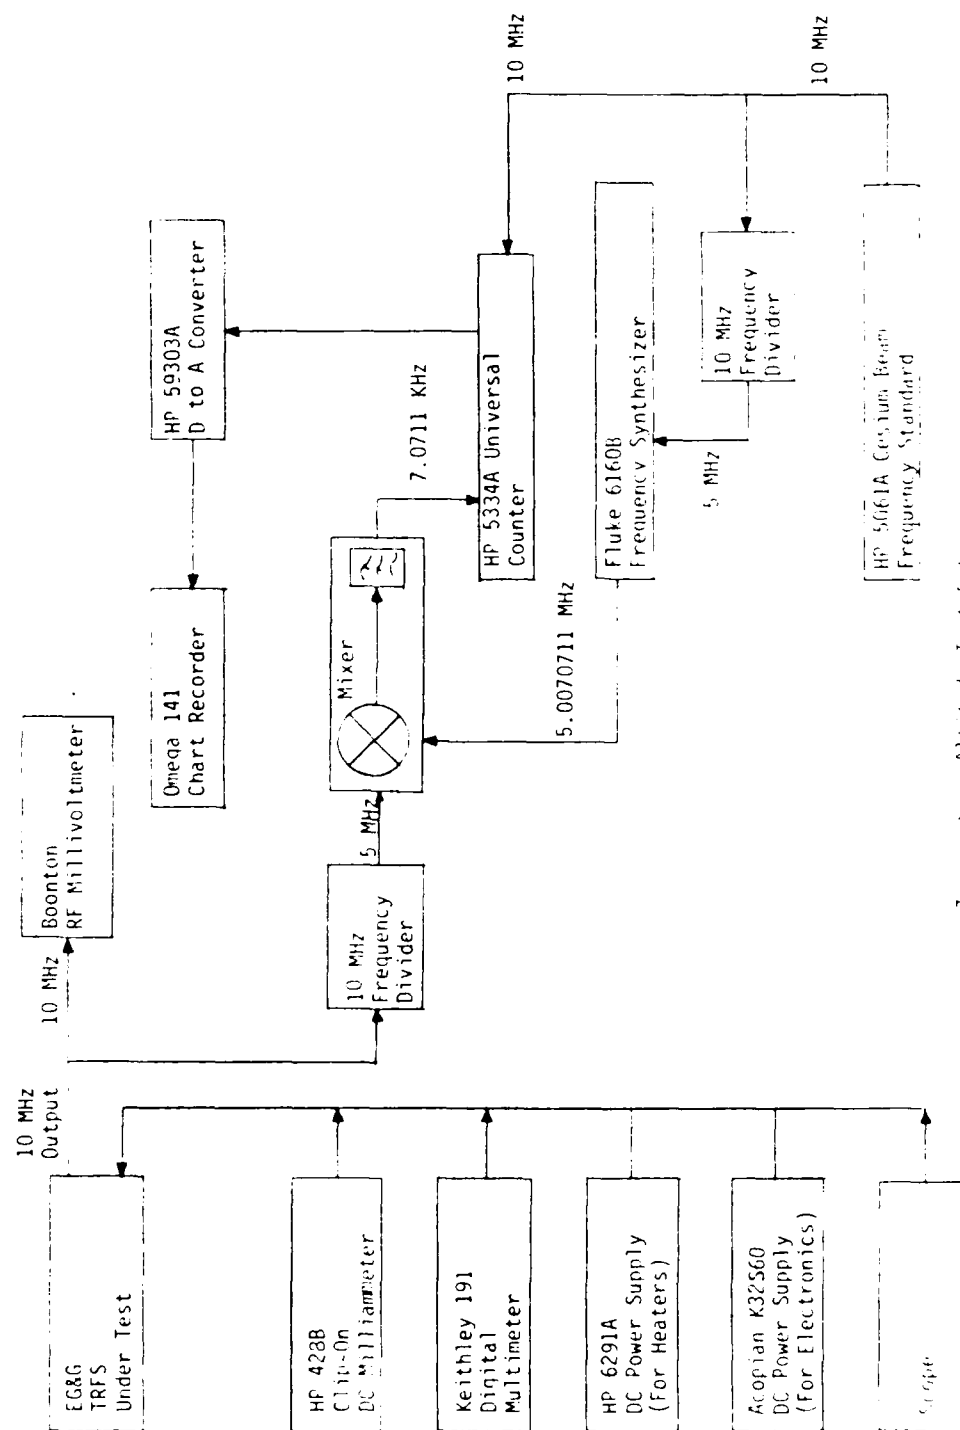 EG&G
TRFS
Under Test
10 MHz
Output
10 MHz
Boonton
RF Millivoltmeter
HP 428B
Clip-On
DC Milliammeter
Keithley 191
Digital
Multimeter
HP 6291A
DC Power Supply
(For Heaters)
Acopian K32S60
DC Power Supply
(For Electronics)
Scope
10 MHz
Frequency
Divider
5 MHz
Mixer
Omega 141
Chart Recorder
HP 59303A
D to A Converter
7.0711 KHz
HP 5334A Universal
Counter
5.0070711 MHz
Fluke 6160B
Frequency Synthesizer
5 MHz
10 MHz
Frequency
Divider
HP 5061A Cesium Beam
Frequency Standard
10 MHz
10 MHz